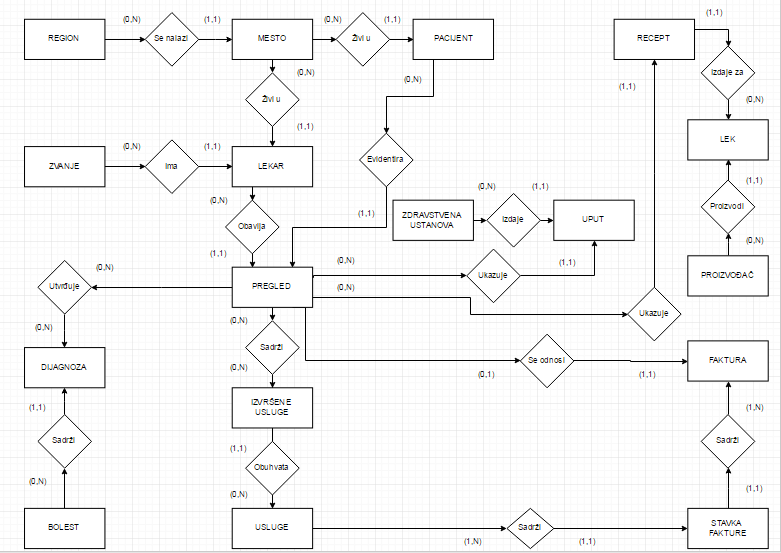 (0,N)
(1,1)
(0,N)
(1,1)
(1,1)
REGION
Se nalazi
MESTO
Živi u
PACIJENT
RECEPT
(0,N)
(0,N)
Izdaje za
(1,1)
Živi u
(0,N)
(1,1)
(0,N)
(1,1)
LEK
ZVANJE
Ima
LEKAR
Evidentira
(1,1)
(0,N)
(0,N)
(1,1)
Proizvodi
(1,1)
ZDRAVSTVENA
USTANOVA
Izdaje
UPUT
Obavlja
(0,N)
(1,1)
(0,N)
(0,N)
(1,1)
Utvrđuje
PREGLED
(0,N)
Ukazuje
PROIZVOĐAČ
(0,N)
(0,N)
Ukazuje
Sadrži
(0,N)
(0,N)
Se odnosi
FAKTURA
DIJAGNOZA
(0,1)
(1,1)
IZVRŠENE
USLUGE
(1,1)
(1,N)
Sadrži
(1,1)
Sadrži
Obuhvata
(0,N)
(0,N)
(1,1)
BOLEST
USLUGE
Sadrži
STAVKA
FAKTURE
(1,N)
(1,1)